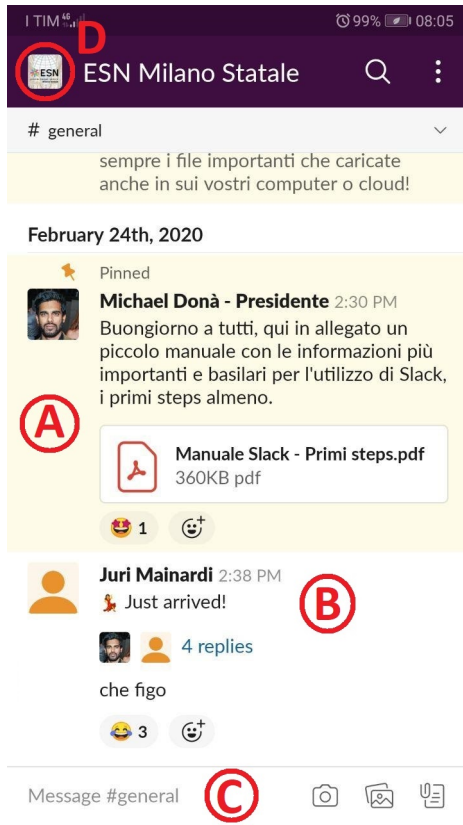 I TIM 46 99% 08:05
D
ESN
ESN Milano Statale
# general
sempre i file importanti che caricate
anche in sui vostri computer o cloud!
February 24th, 2020
Pinned
Michael Donà - Presidente 2:30 PM
Buongiorno a tutti, qui in allegato un
piccolo manuale con le informazioni più
importanti e basilari per l'utilizzo di Slack,
i primi steps almeno.
A
Manuale Slack - Primi steps.pdf
360KB pdf
🤩 1
Juri Mainardi 2:38 PM
💃 Just arrived!
B
4 replies
che figo
😂 3
Message #general
C